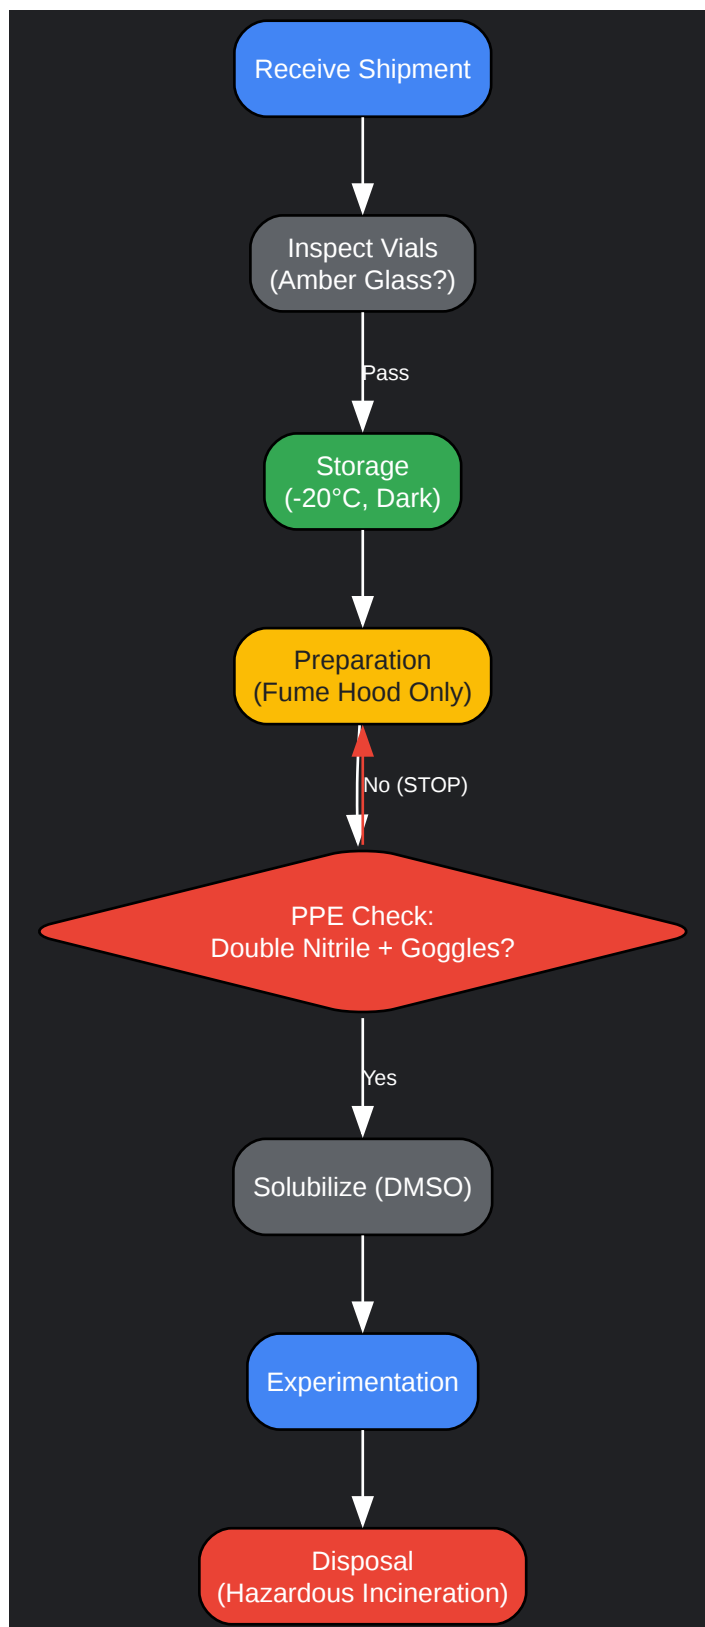 Receive Shipment
Inspect Vials
(Amber Glass?)
Pass
Storage
(-20°C, Dark)
Preparation
(Fume Hood Only)
No (STOP)
PPE Check:
Double Nitrile + Goggles?
Yes
Solubilize (DMSO)
Experimentation
Disposal
(Hazardous Incineration)